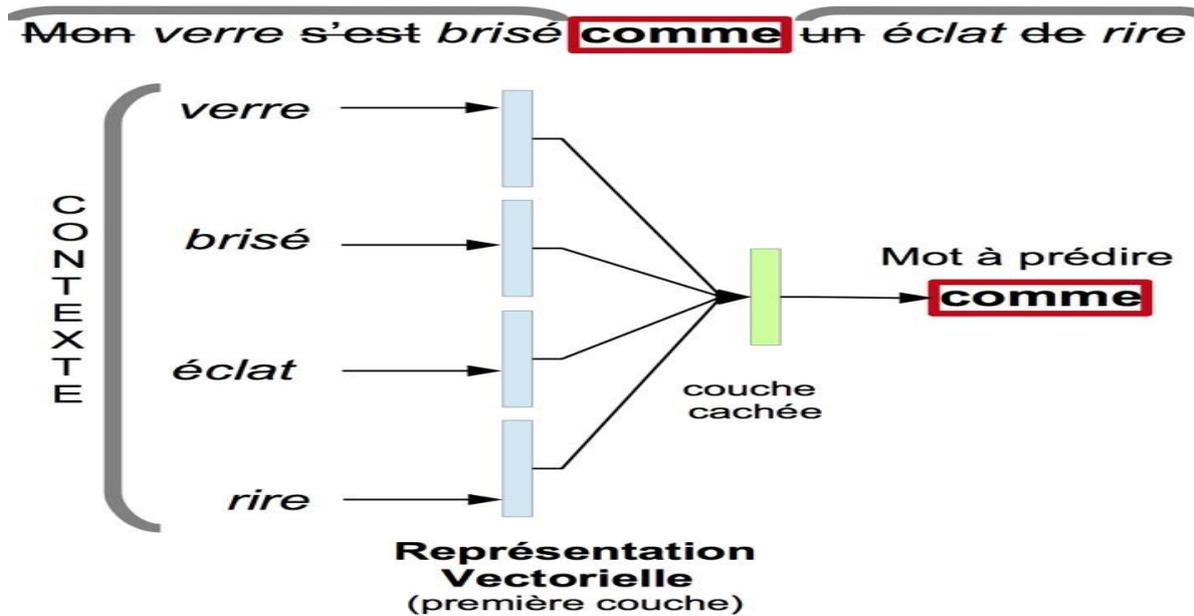 Mon verre s'est brisé comme un éclat de rire
CONTEXTE
verre
brisé
éclat
rire
Représentation
Vectorielle
(première couche)
couche
cachée
Mot à prédire
comme